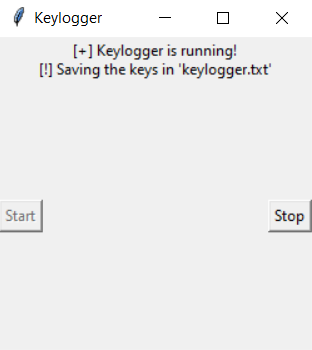 Keylogger
[+] Keylogger is running!
[!] Saving the keys in 'keylogger.txt'
Start
Stop